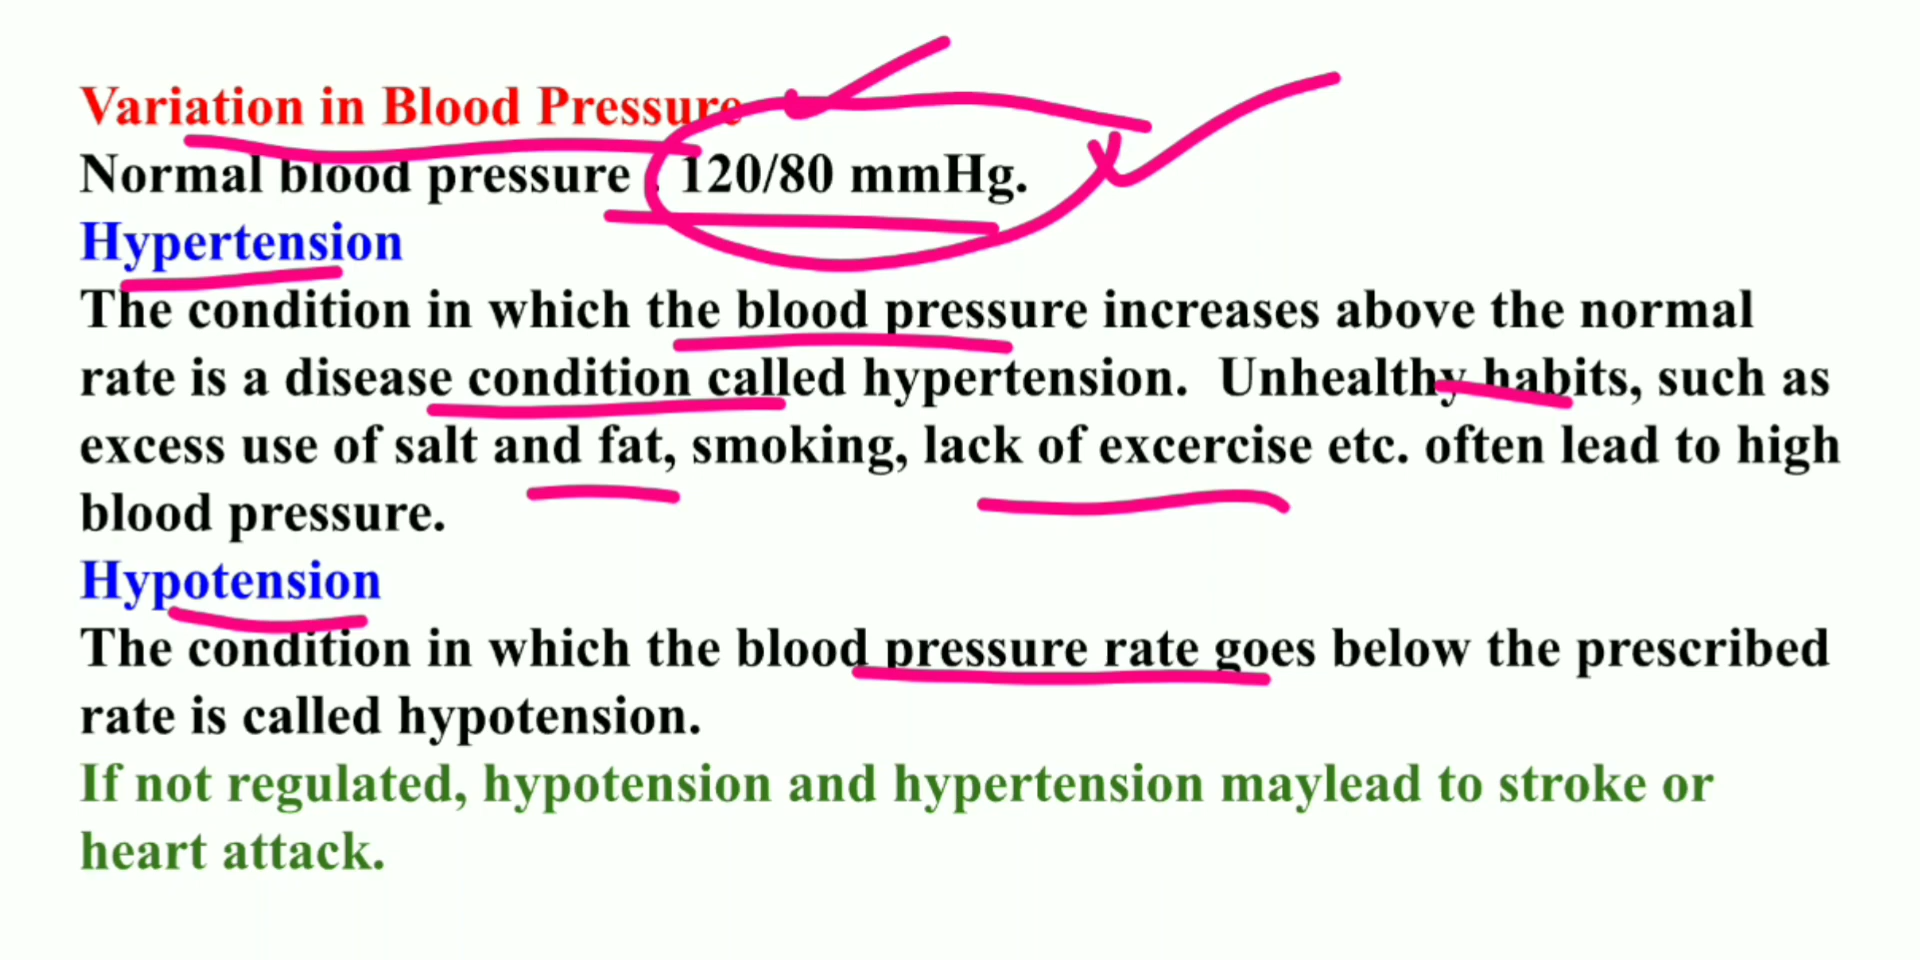 Variation in Blood Pressure
Normal blood pressure : 120/80 mmHg.
Hypertension
The condition in which the blood pressure increases above the normal
rate is a disease condition called hypertension. Unhealthy habits, such as
excess use of salt and fat, smoking, lack of excercise etc. often lead to high
blood pressure.
Hypotension
The condition in which the blood pressure rate goes below the prescribed
rate is called hypotension.
If not regulated, hypotension and hypertension maylead to stroke or
heart attack.